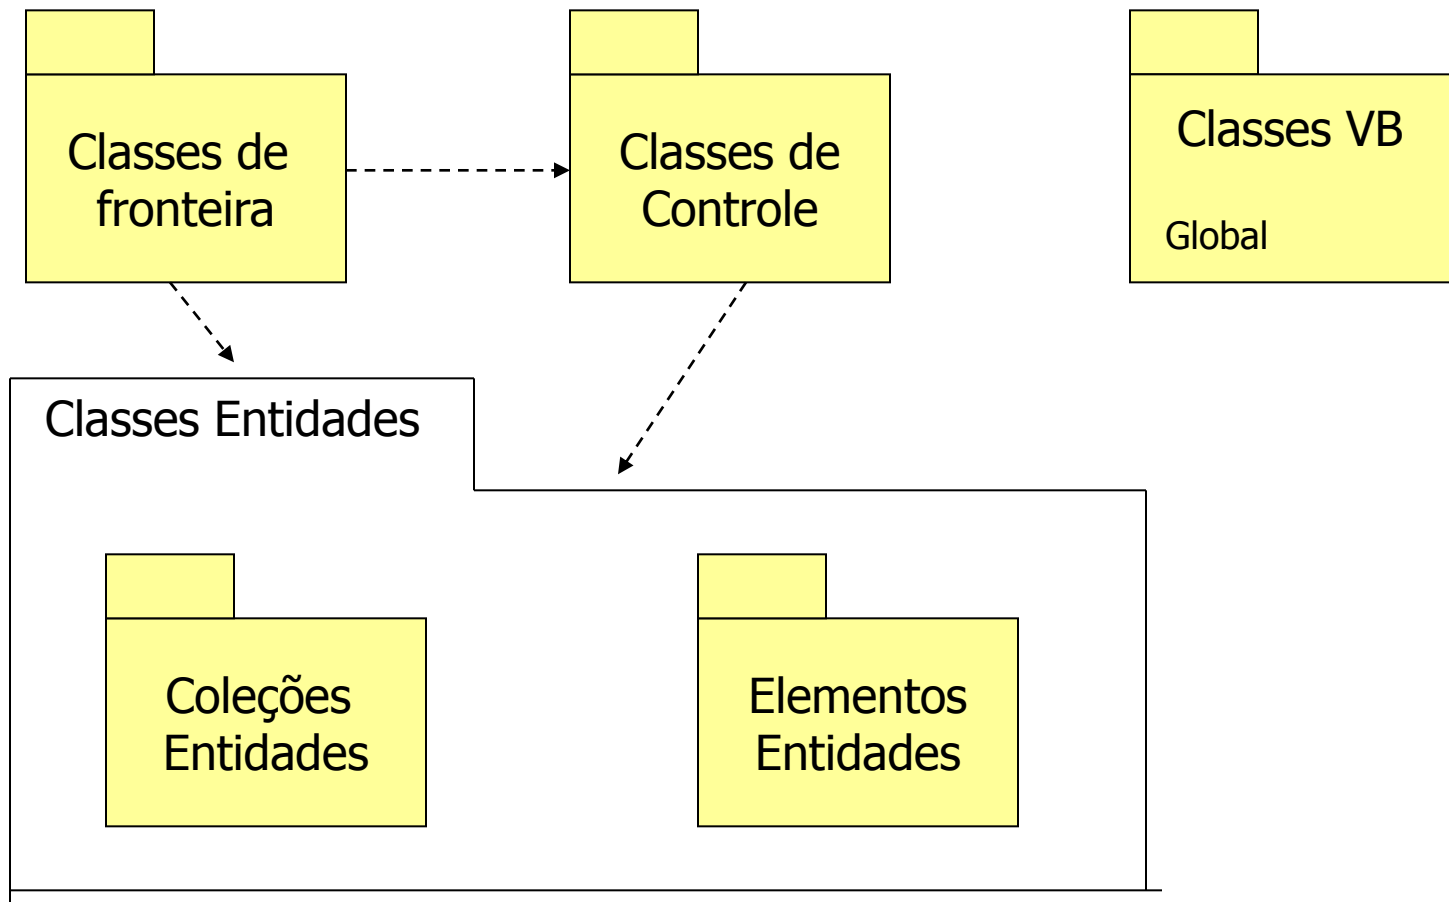 Classes de
fronteira
Classes de
Controle
Classes VB
Global
Classes Entidades
Coleções
Entidades
Elementos
Entidades